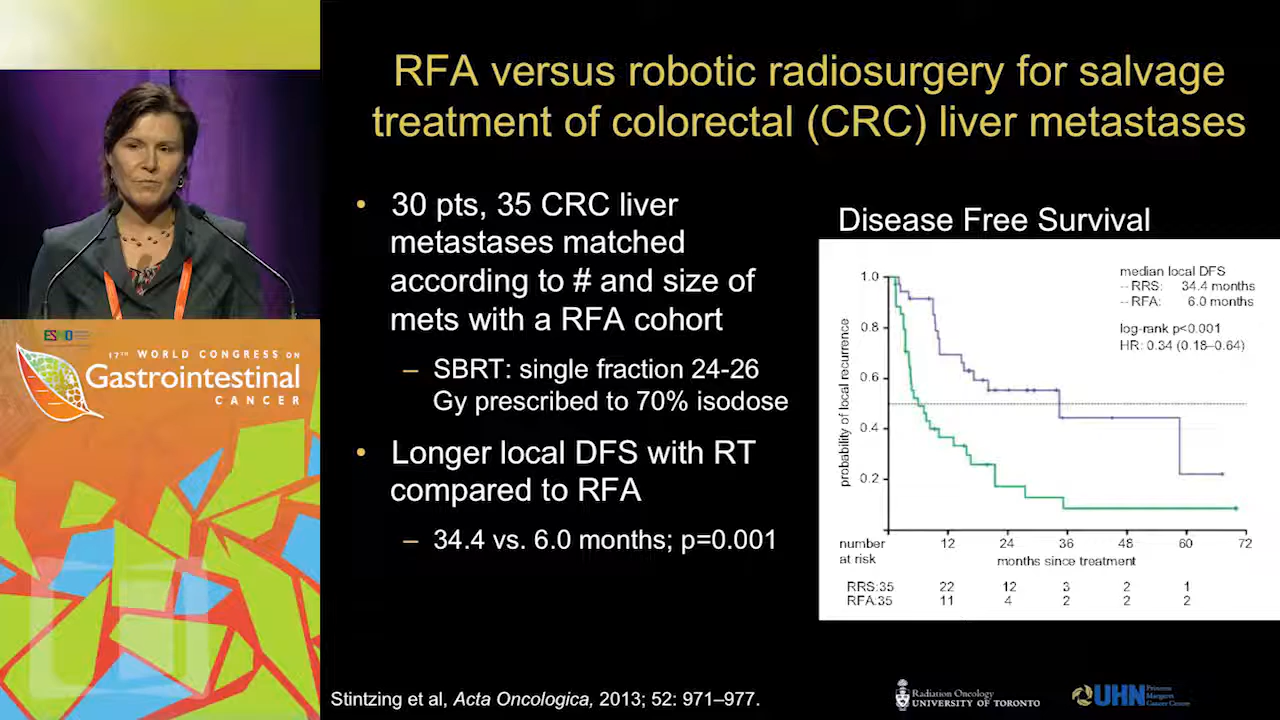 RFA versus robotic radiosurgery for salvage
treatment of colorectal (CRC) liver metastases
• 30 pts, 35 CRC liver
metastases matched
according to # and size of
mets with a RFA cohort
– SBRT: single fraction 24-26
Gy prescribed to 70% isodose
• Longer local DFS with RT
compared to RFA
– 34.4 vs. 6.0 months; p=0.001
Disease Free Survival
median local DFS
-- RRS: 34.4 months
-- RFA: 6.0 months
log-rank p<0.001
HR: 0.34 (0.18–0.64)
probability of local recurrence
1.0
0.8
0.6
0.4
0.2
12 24 36 48 60 72
months since treatment
number
at risk
RRS:35 22 12 3 2 1
RFA:35 11 4 2 2 2
Stintzing et al, Acta Oncologica, 2013; 52: 971–977.
Radiation Oncology
UNIVERSITY OF TORONTO
UHN
Princess
Margaret
Cancer Centre
17TH WORLD CONGRESS ON
Gastrointestinal
CANCER